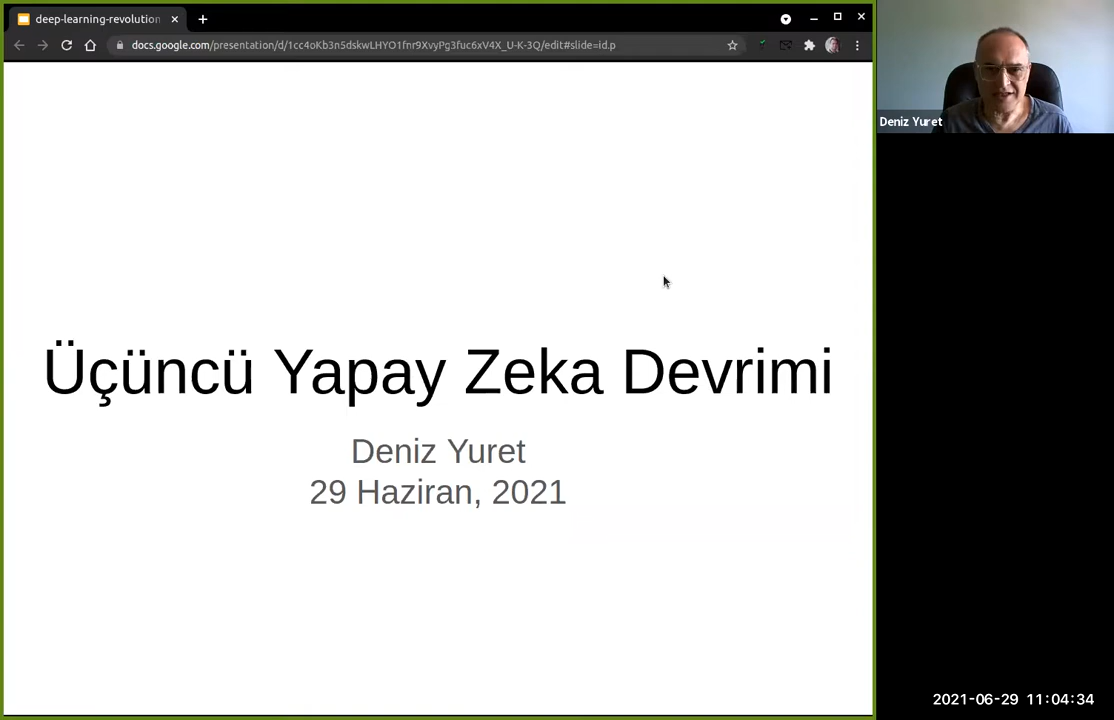 deep-learning-revolution
docs.google.com/presentation/d/1cc4oKb3n5dskwLHYO1fnr9XvyPg3fuc6xV4X_U-K-3Q/edit#slide=id.p
Deniz Yuret
Üçüncü Yapay Zeka Devrimi
Deniz Yuret
29 Haziran, 2021
2021-06-29 11:04:34